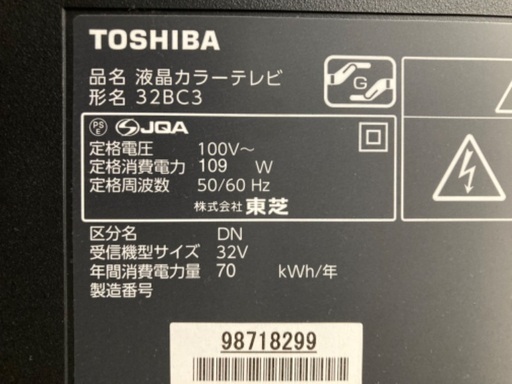 TOSHIBA
品名 液晶カラーテレビ
形名 32BC3
G
PS
E
JQA
定格電圧 100V～
定格消費電力 109 W
定格周波数 50/60 Hz
株式会社 東芝
区分名 DN
受信機型サイズ 32V
年間消費電力量 70 kWh/年
製造番号
98718299